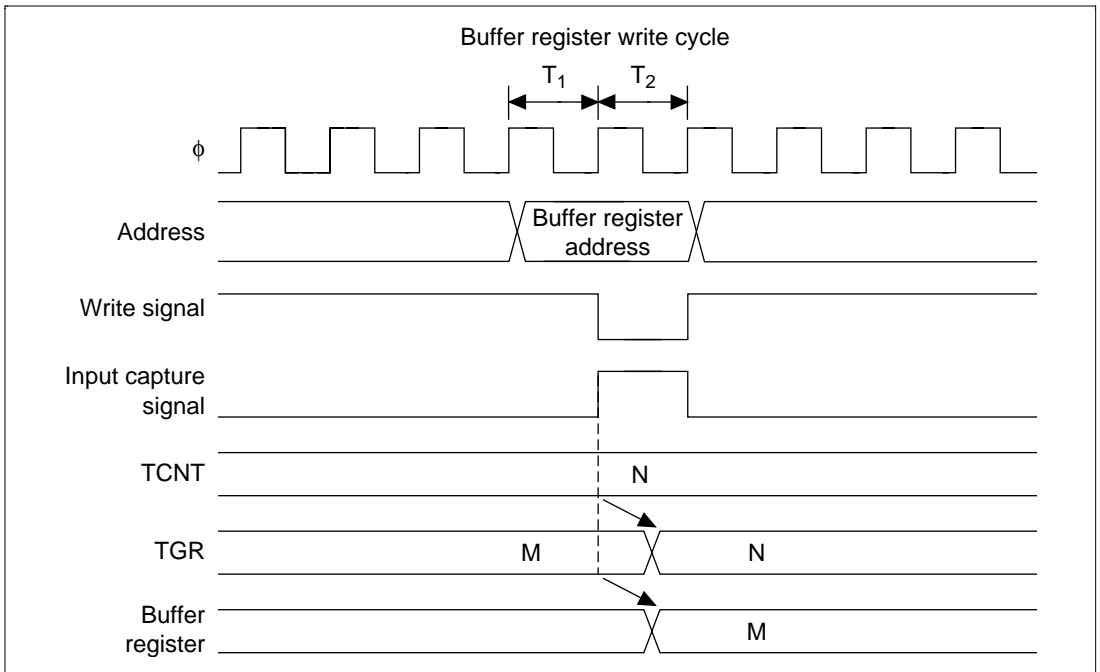 Buffer register write cycle
T₁ T₂
ϕ
Address
Buffer register
address
Write signal
Input capture
signal
TCNT
N
TGR
M N
Buffer
register
M